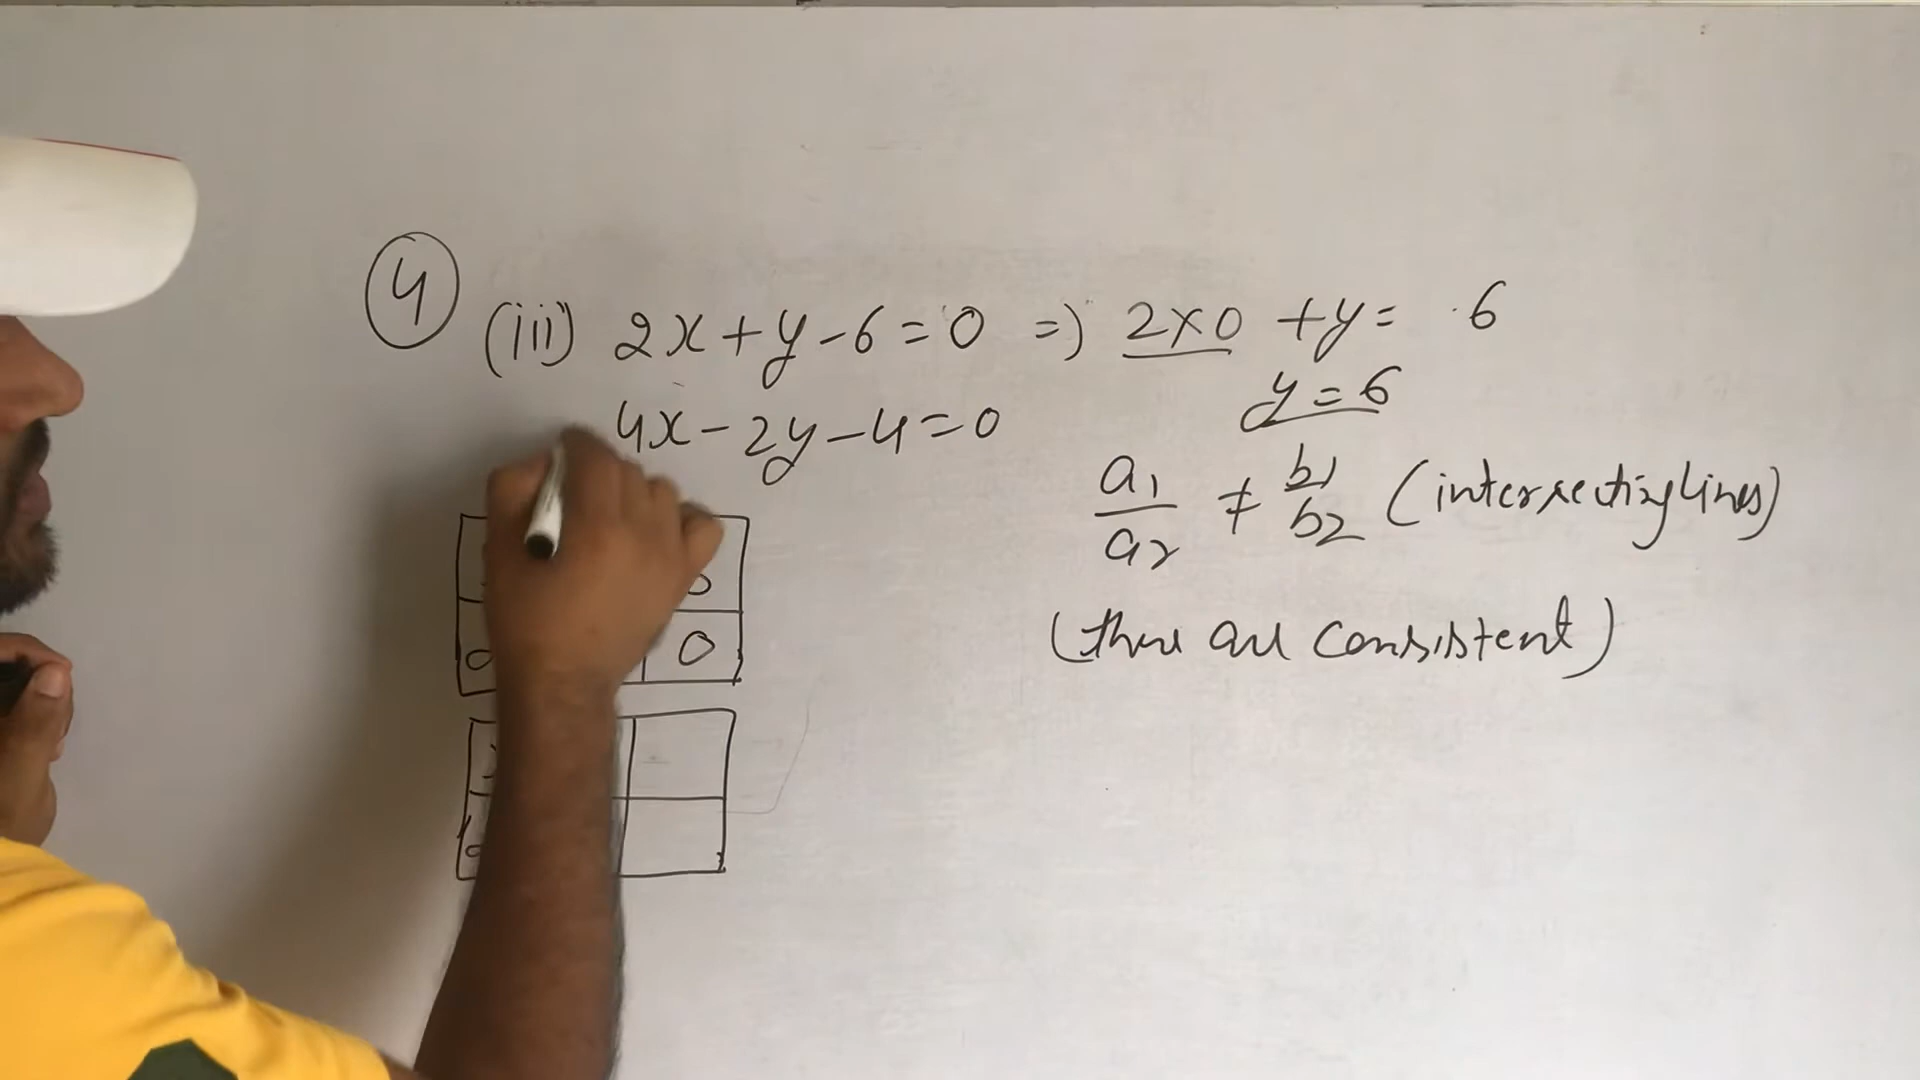 4 (iii) 2x+y-6=0 => 2×0 +y= 6
y=6
4x-2y-4=0
a1/a2 ≠ b1/b2 (intersecting lines)
(there are consistent)
0